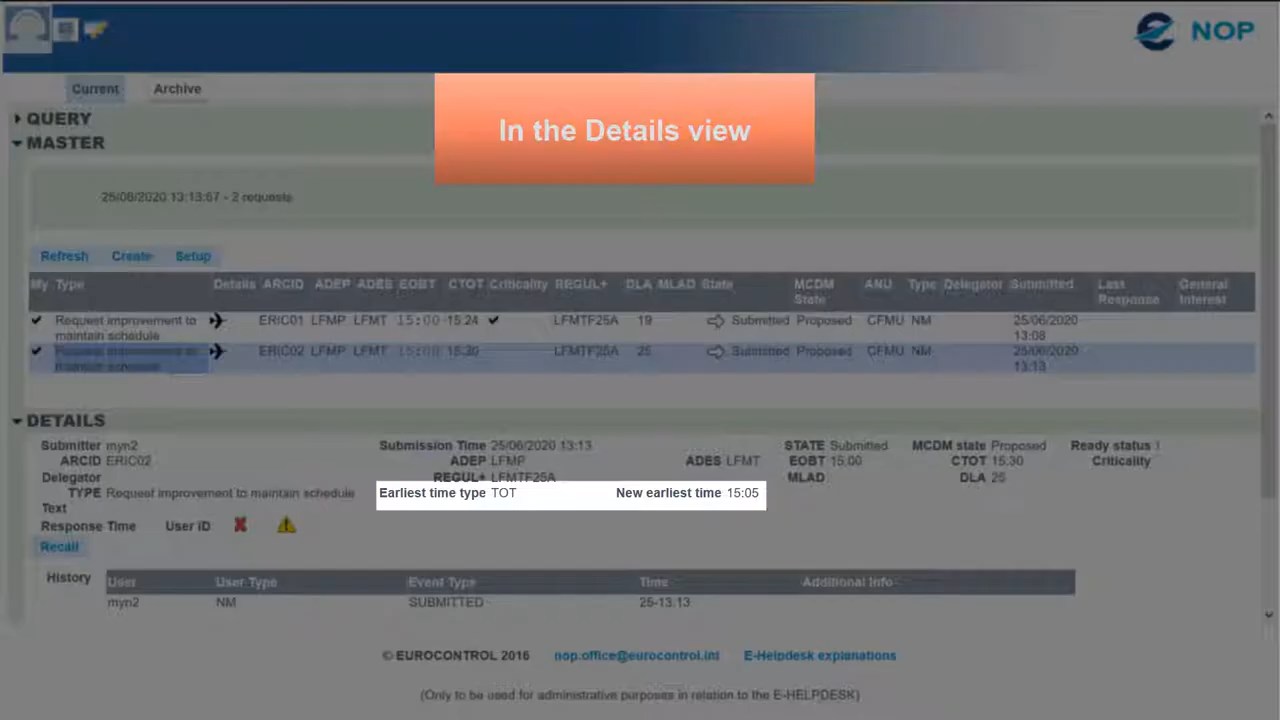 NOP
Current Archive
In the Details view
QUERY
MASTER
25/06/2020 13:13:57 - 2 requests
Refresh Create Setup
My Type Details ARCID ADEP ADES EOBT CTOT Criticality REGUL+ DLA MLAD State MCDM State ANU Type Delegator Submitted Last Response General Interest
Request improvement to maintain schedule ERIC01 LFMP LFMT 15:00 15:24 LFMTF25A 19 Submitted Proposed CFMU NM 25/06/2020 13:08
Request improvement to maintain schedule ERIC02 LFMP LFMT 15:00 15:30 LFMTF25A 25 Submitted Proposed CFMU NM 25/06/2020 13:13
DETAILS
Submitter myn2 Submission Time 25/06/2020 13:13 STATE Submitted MCDM state Proposed Ready status I
ARCID ERIC02 ADEP LFMP ADES LFMT EOBT 15:00 CTOT 15:30 Criticality
Delegator REGUL+ LFMTF25A MLAD DLA 25
TYPE Request improvement to maintain schedule Earliest time type TOT New earliest time 15:05
Text
Response Time User ID
Recall
History User User Type Event Type Time Additional Info
myn2 NM SUBMITTED 25-13:13
© EUROCONTROL 2016 nop.office@eurocontrol.int E-Helpdesk explanations
(Only to be used for administrative purposes in relation to the E-HELPDESK)